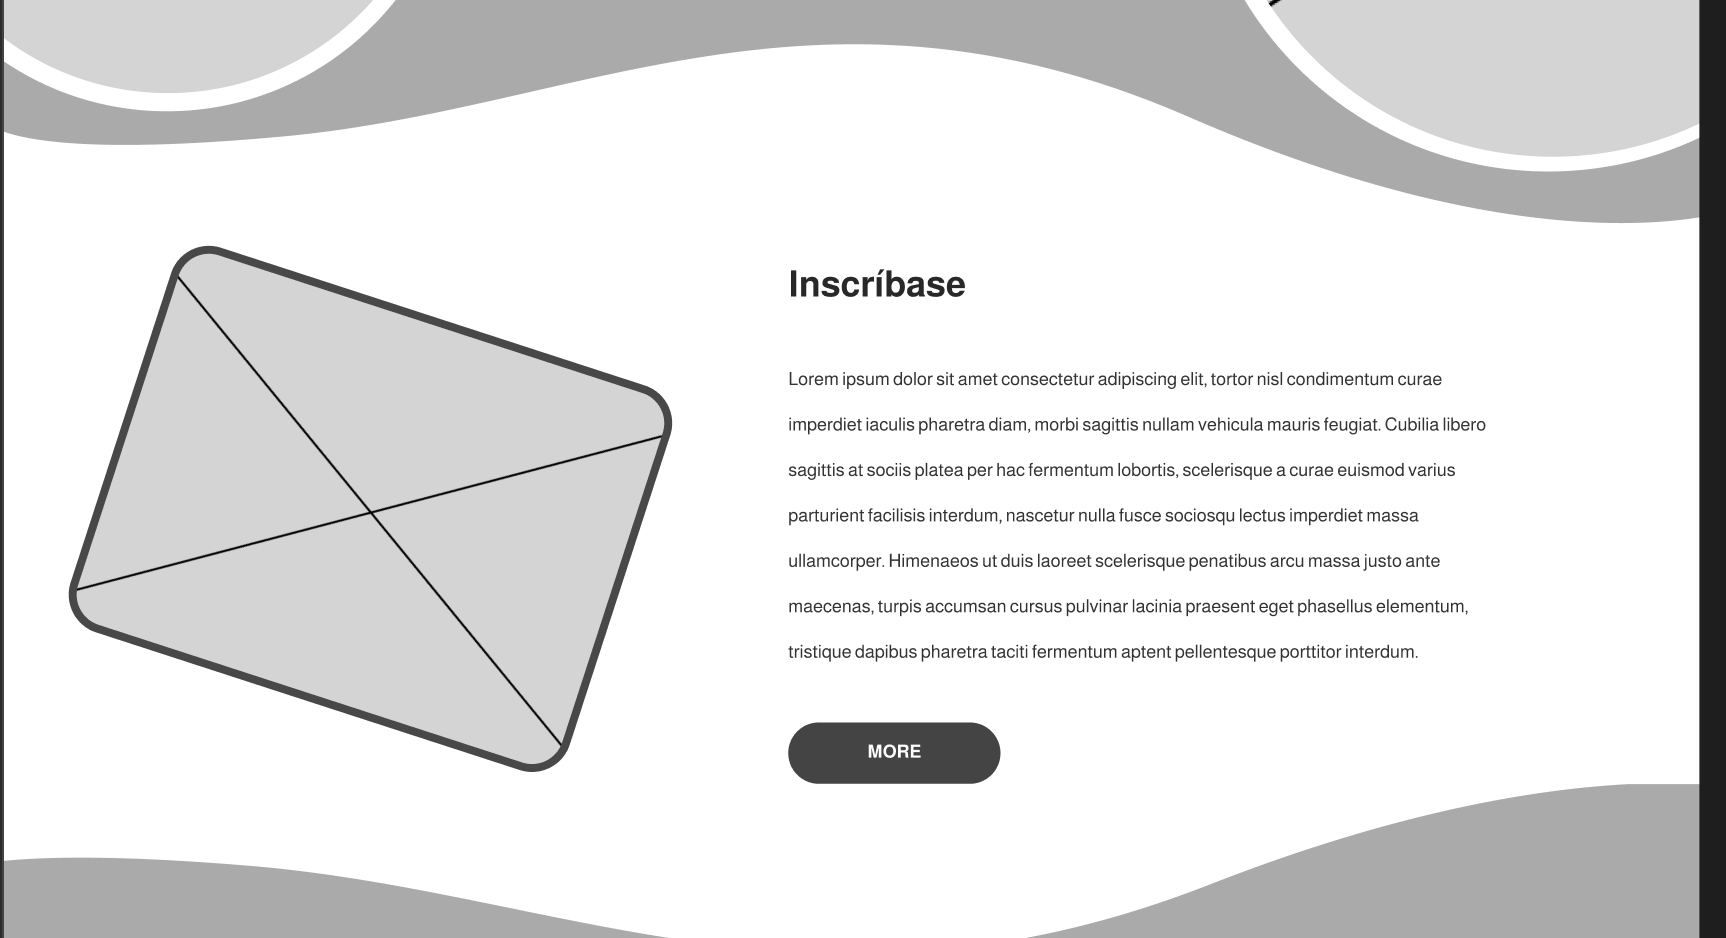 Inscríbase
Lorem ipsum dolor sit amet consectetur adipiscing elit, tortor nisl condimentum curae
imperdiet iaculis pharetra diam, morbi sagittis nullam vehicula mauris feugiat. Cubilia libero
sagittis at sociis platea per hac fermentum lobortis, scelerisque a curae euismod varius
parturient facilisis interdum, nascetur nulla fusce sociosqu lectus imperdiet massa
ullamcorper. Himenaeos ut duis laoreet scelerisque penatibus arcu massa justo ante
maecenas, turpis accumsan cursus pulvinar lacinia praesent eget phasellus elementum,
tristique dapibus pharetra taciti fermentum aptent pellentesque porttitor interdum.
MORE